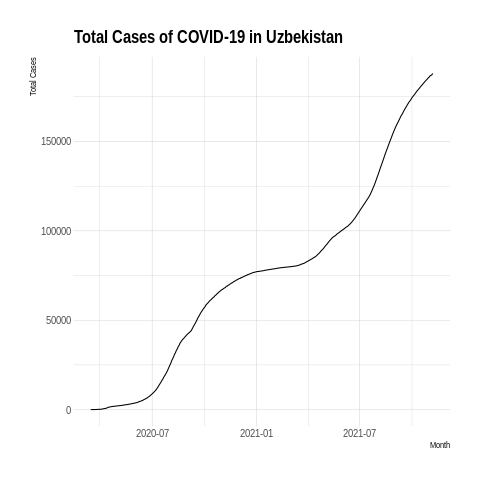 Total Cases of COVID-19 in Uzbekistan
Total Cases
150000
100000
50000
0
2020-07
2021-01
2021-07
Month